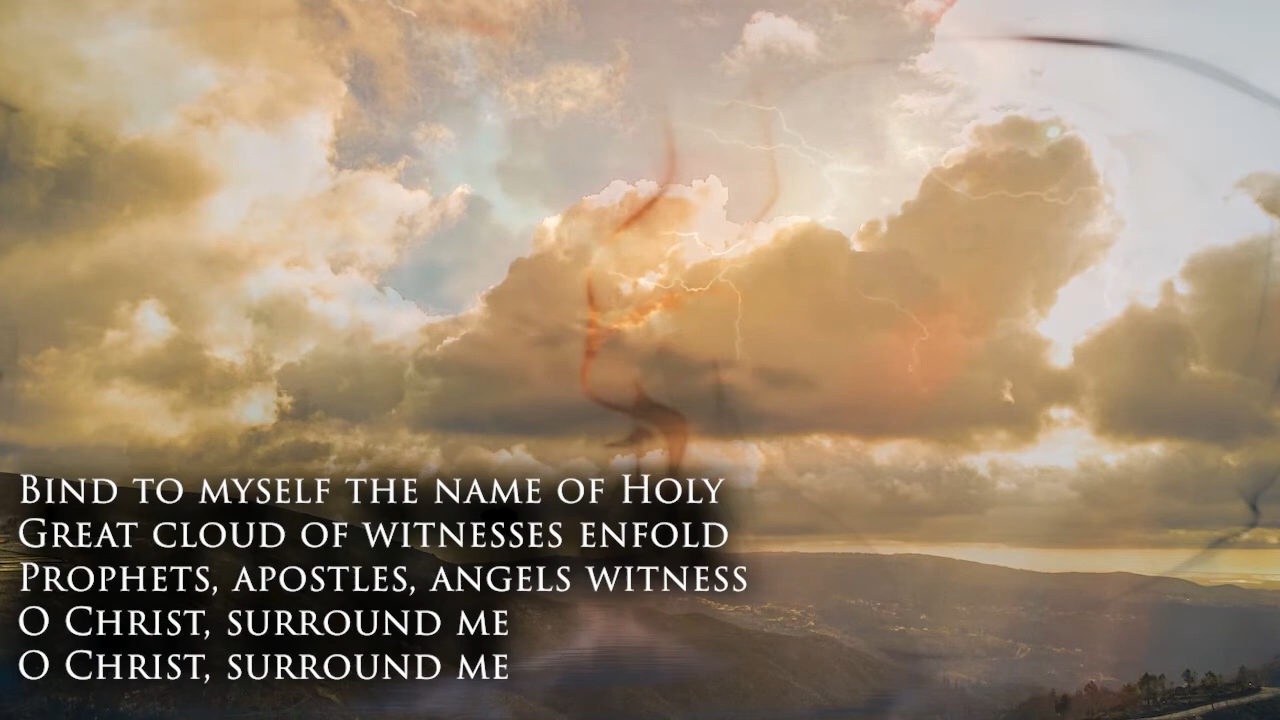 Bind to myself the name of Holy
Great cloud of witnesses enfold
Prophets, apostles, angels witness
O Christ, surround me
O Christ, surround me